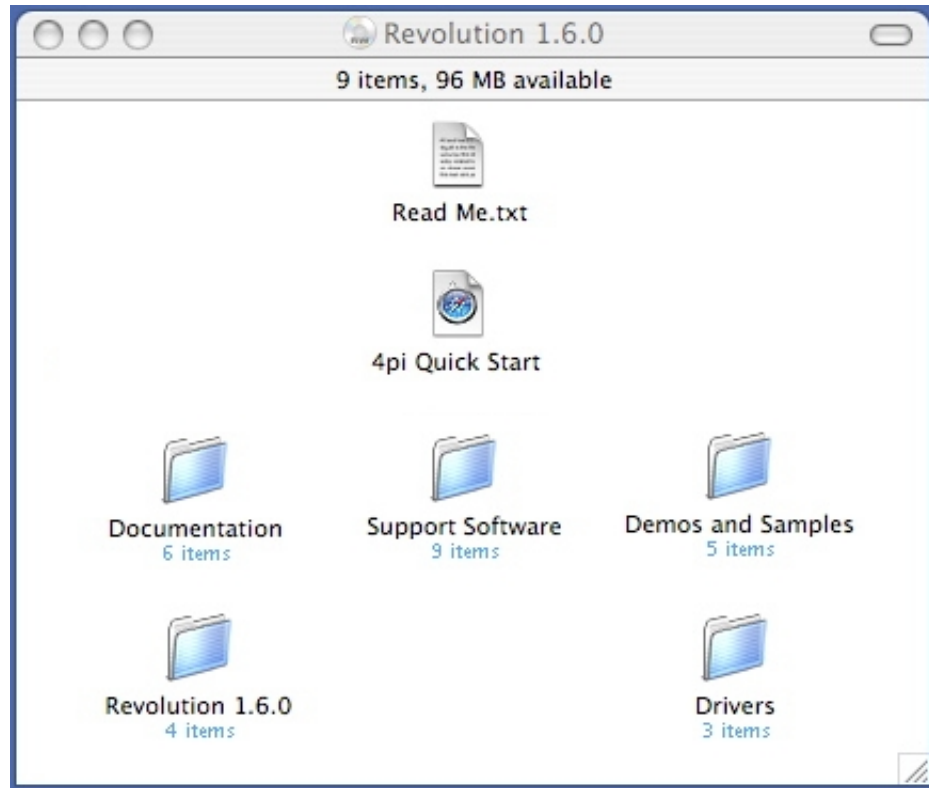 Revolution 1.6.0
9 items, 96 MB available
Read Me.txt
4pi Quick Start
Documentation
6 items
Support Software
9 items
Demos and Samples
5 items
Revolution 1.6.0
4 items
Drivers
3 items